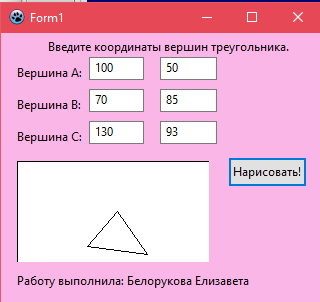 Form1
Введите координаты вершин треугольника.
Вершина A: 100 50
Вершина B: 70 85
Вершина C: 130 93
Нарисовать!
Работу выполнила: Белорукова Елизавета